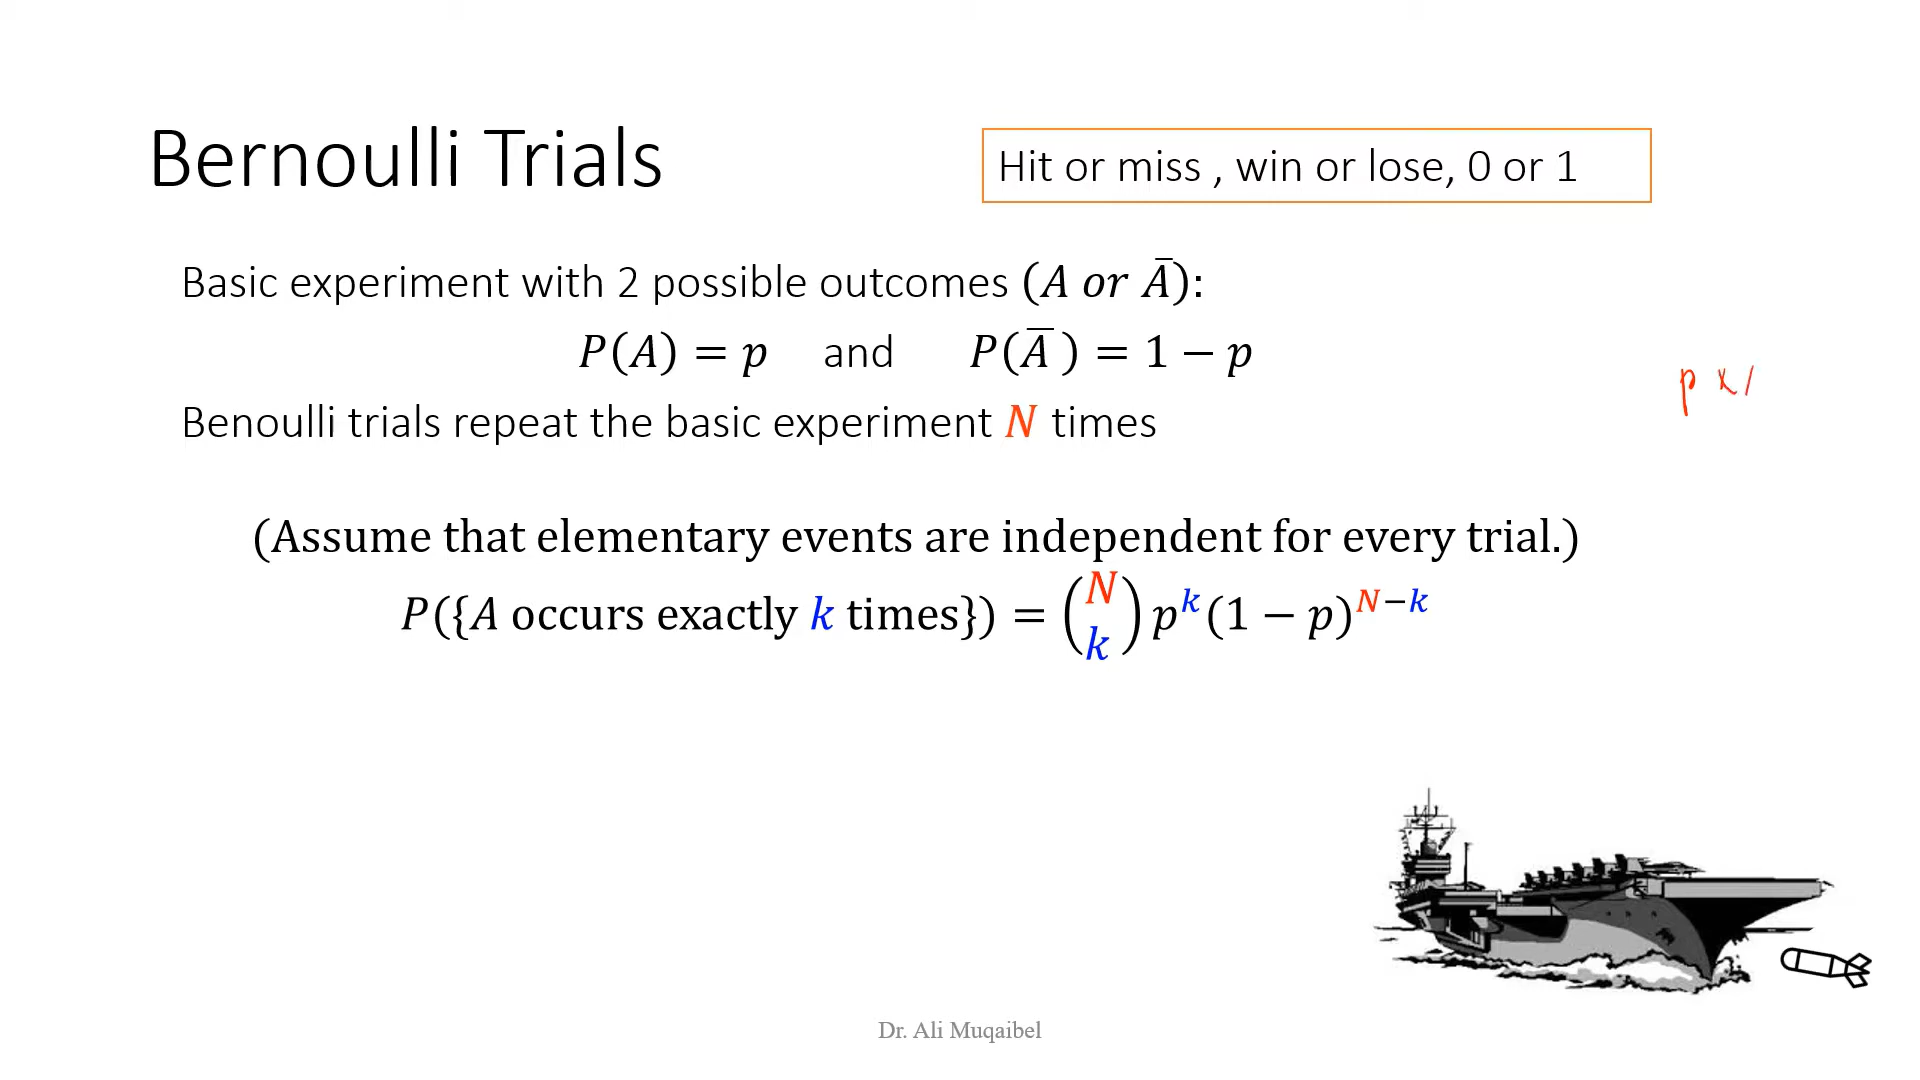 Bernoulli Trials
Hit or miss , win or lose, 0 or 1
Basic experiment with 2 possible outcomes (A or A̅):
P(A) = p and P(A̅ ) = 1 − p
p x
Benoulli trials repeat the basic experiment N times
(Assume that elementary events are independent for every trial.)
P({A occurs exactly k times}) = (N k) p^k (1 − p)^{N−k}
Dr. Ali Muqaibel